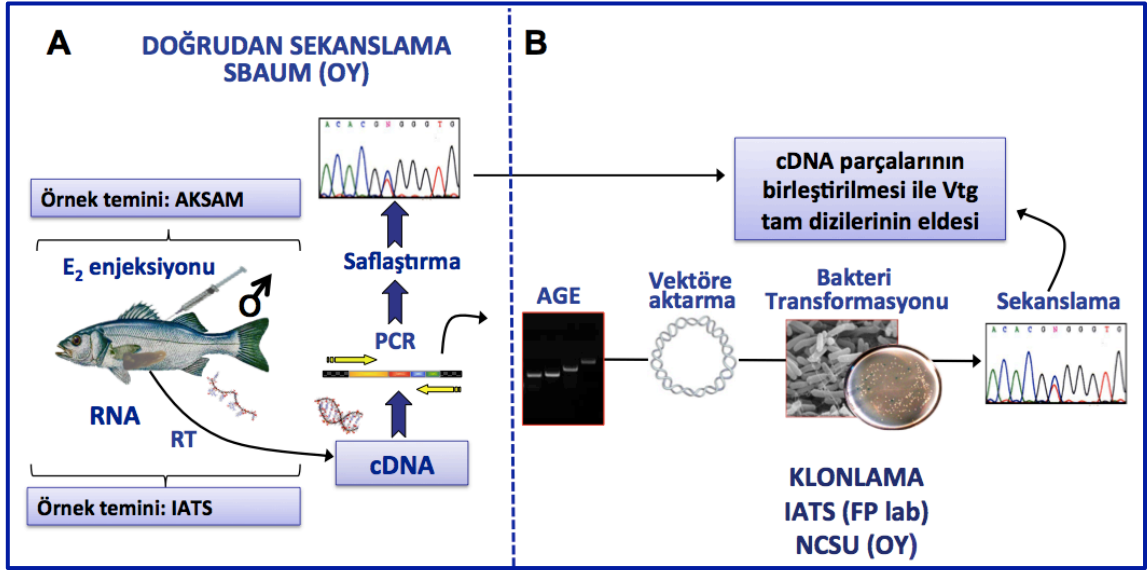 A
DOĞRUDAN SEKANSLAMA
SBAUM (OY)
A C A C G N G G G T G
Örnek temini: AKSAM
E₂ enjeksiyonu
Saflaştırma
PCR
RNA
RT
cDNA
Örnek temini: IATS
B
cDNA parçalarının
birleştirilmesi ile Vtg
tam dizilerinin eldesi
AGE
Vektöre
aktarma
Bakteri
Transformasyonu
Sekanslama
A C A C G N G G G T G
KLONLAMA
IATS (FP lab)
NCSU (OY)